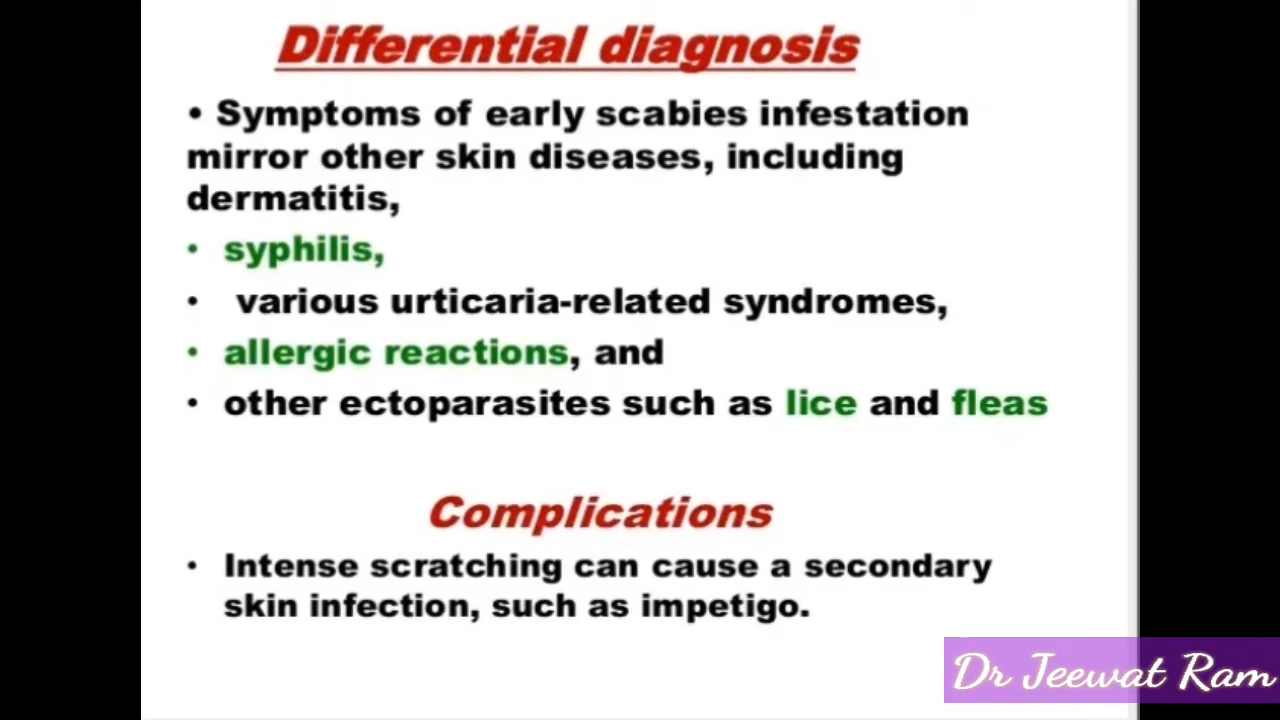 Differential diagnosis
• Symptoms of early scabies infestation
mirror other skin diseases, including
dermatitis,
• syphilis,
• various urticaria-related syndromes,
• allergic reactions, and
• other ectoparasites such as lice and fleas
Complications
• Intense scratching can cause a secondary
skin infection, such as impetigo.
Dr Jeewat Ram